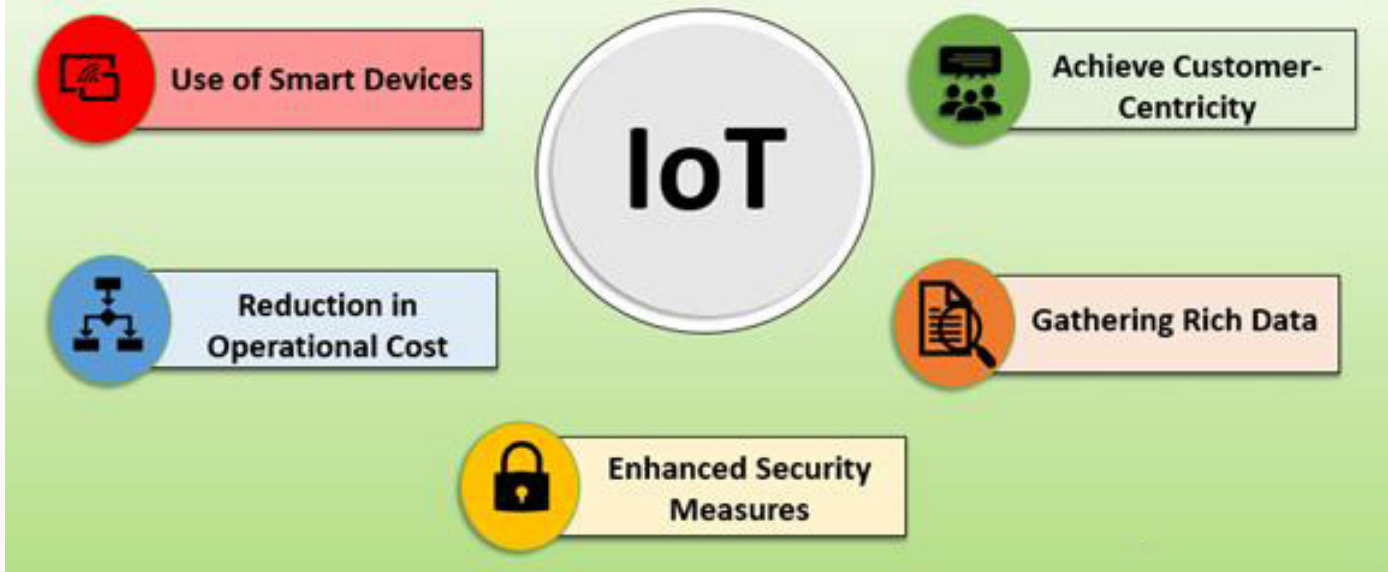 Use of Smart Devices
IoT
Achieve Customer-
Centricity
Reduction in
Operational Cost
Gathering Rich Data
Enhanced Security
Measures